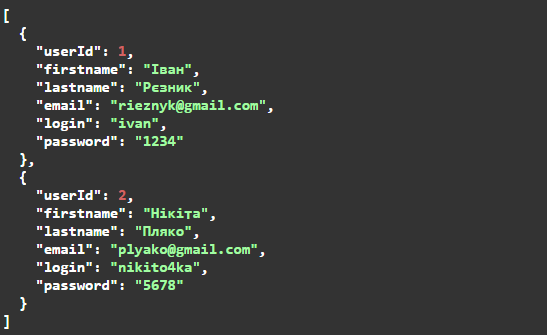 [
  {
    "userId": 1,
    "firstname": "Іван",
    "lastname": "Рєзник",
    "email": "rieznyk@gmail.com",
    "login": "ivan",
    "password": "1234"
  },
  {
    "userId": 2,
    "firstname": "Нікіта",
    "lastname": "Пляко",
    "email": "plyako@gmail.com",
    "login": "nikito4ka",
    "password": "5678"
  }
]